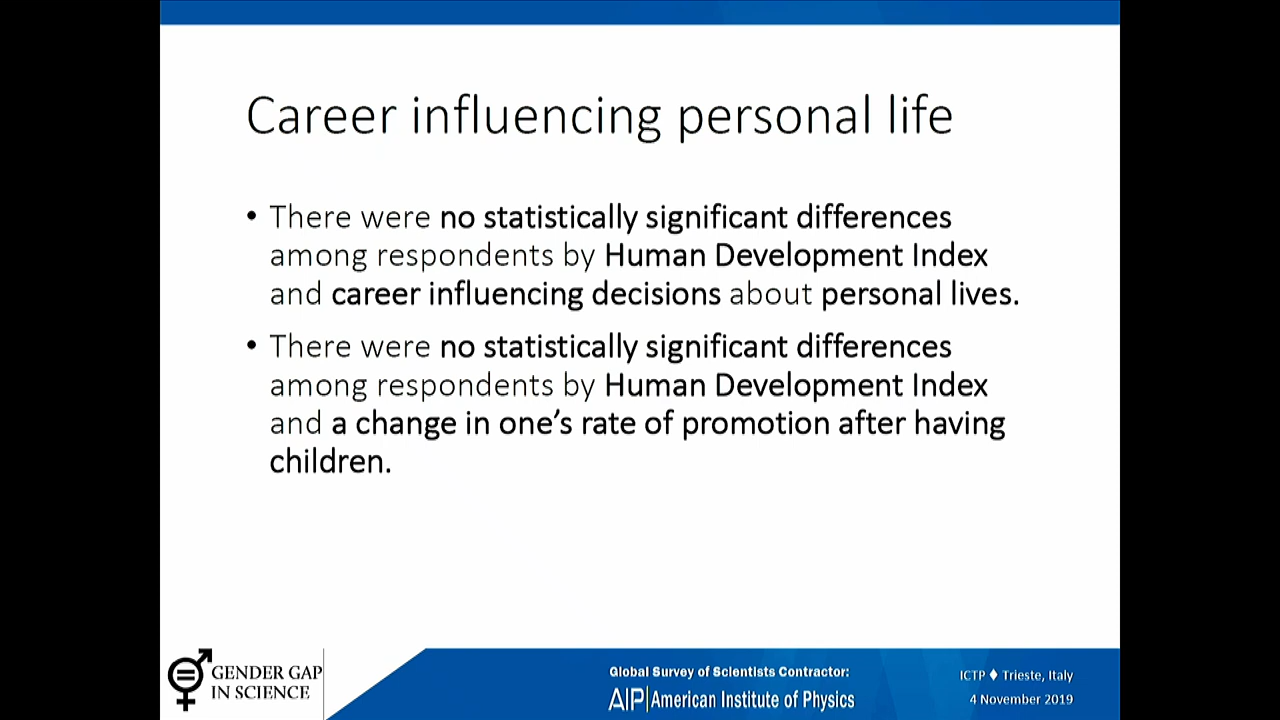 Career influencing personal life
• There were no statistically significant differences
among respondents by Human Development Index
and career influencing decisions about personal lives.
• There were no statistically significant differences
among respondents by Human Development Index
and a change in one's rate of promotion after having
children.
GENDER GAP
IN SCIENCE
Global Survey of Scientists Contractor:
AIP|American Institute of Physics
ICTP ♦ Trieste, Italy
4 November 2019